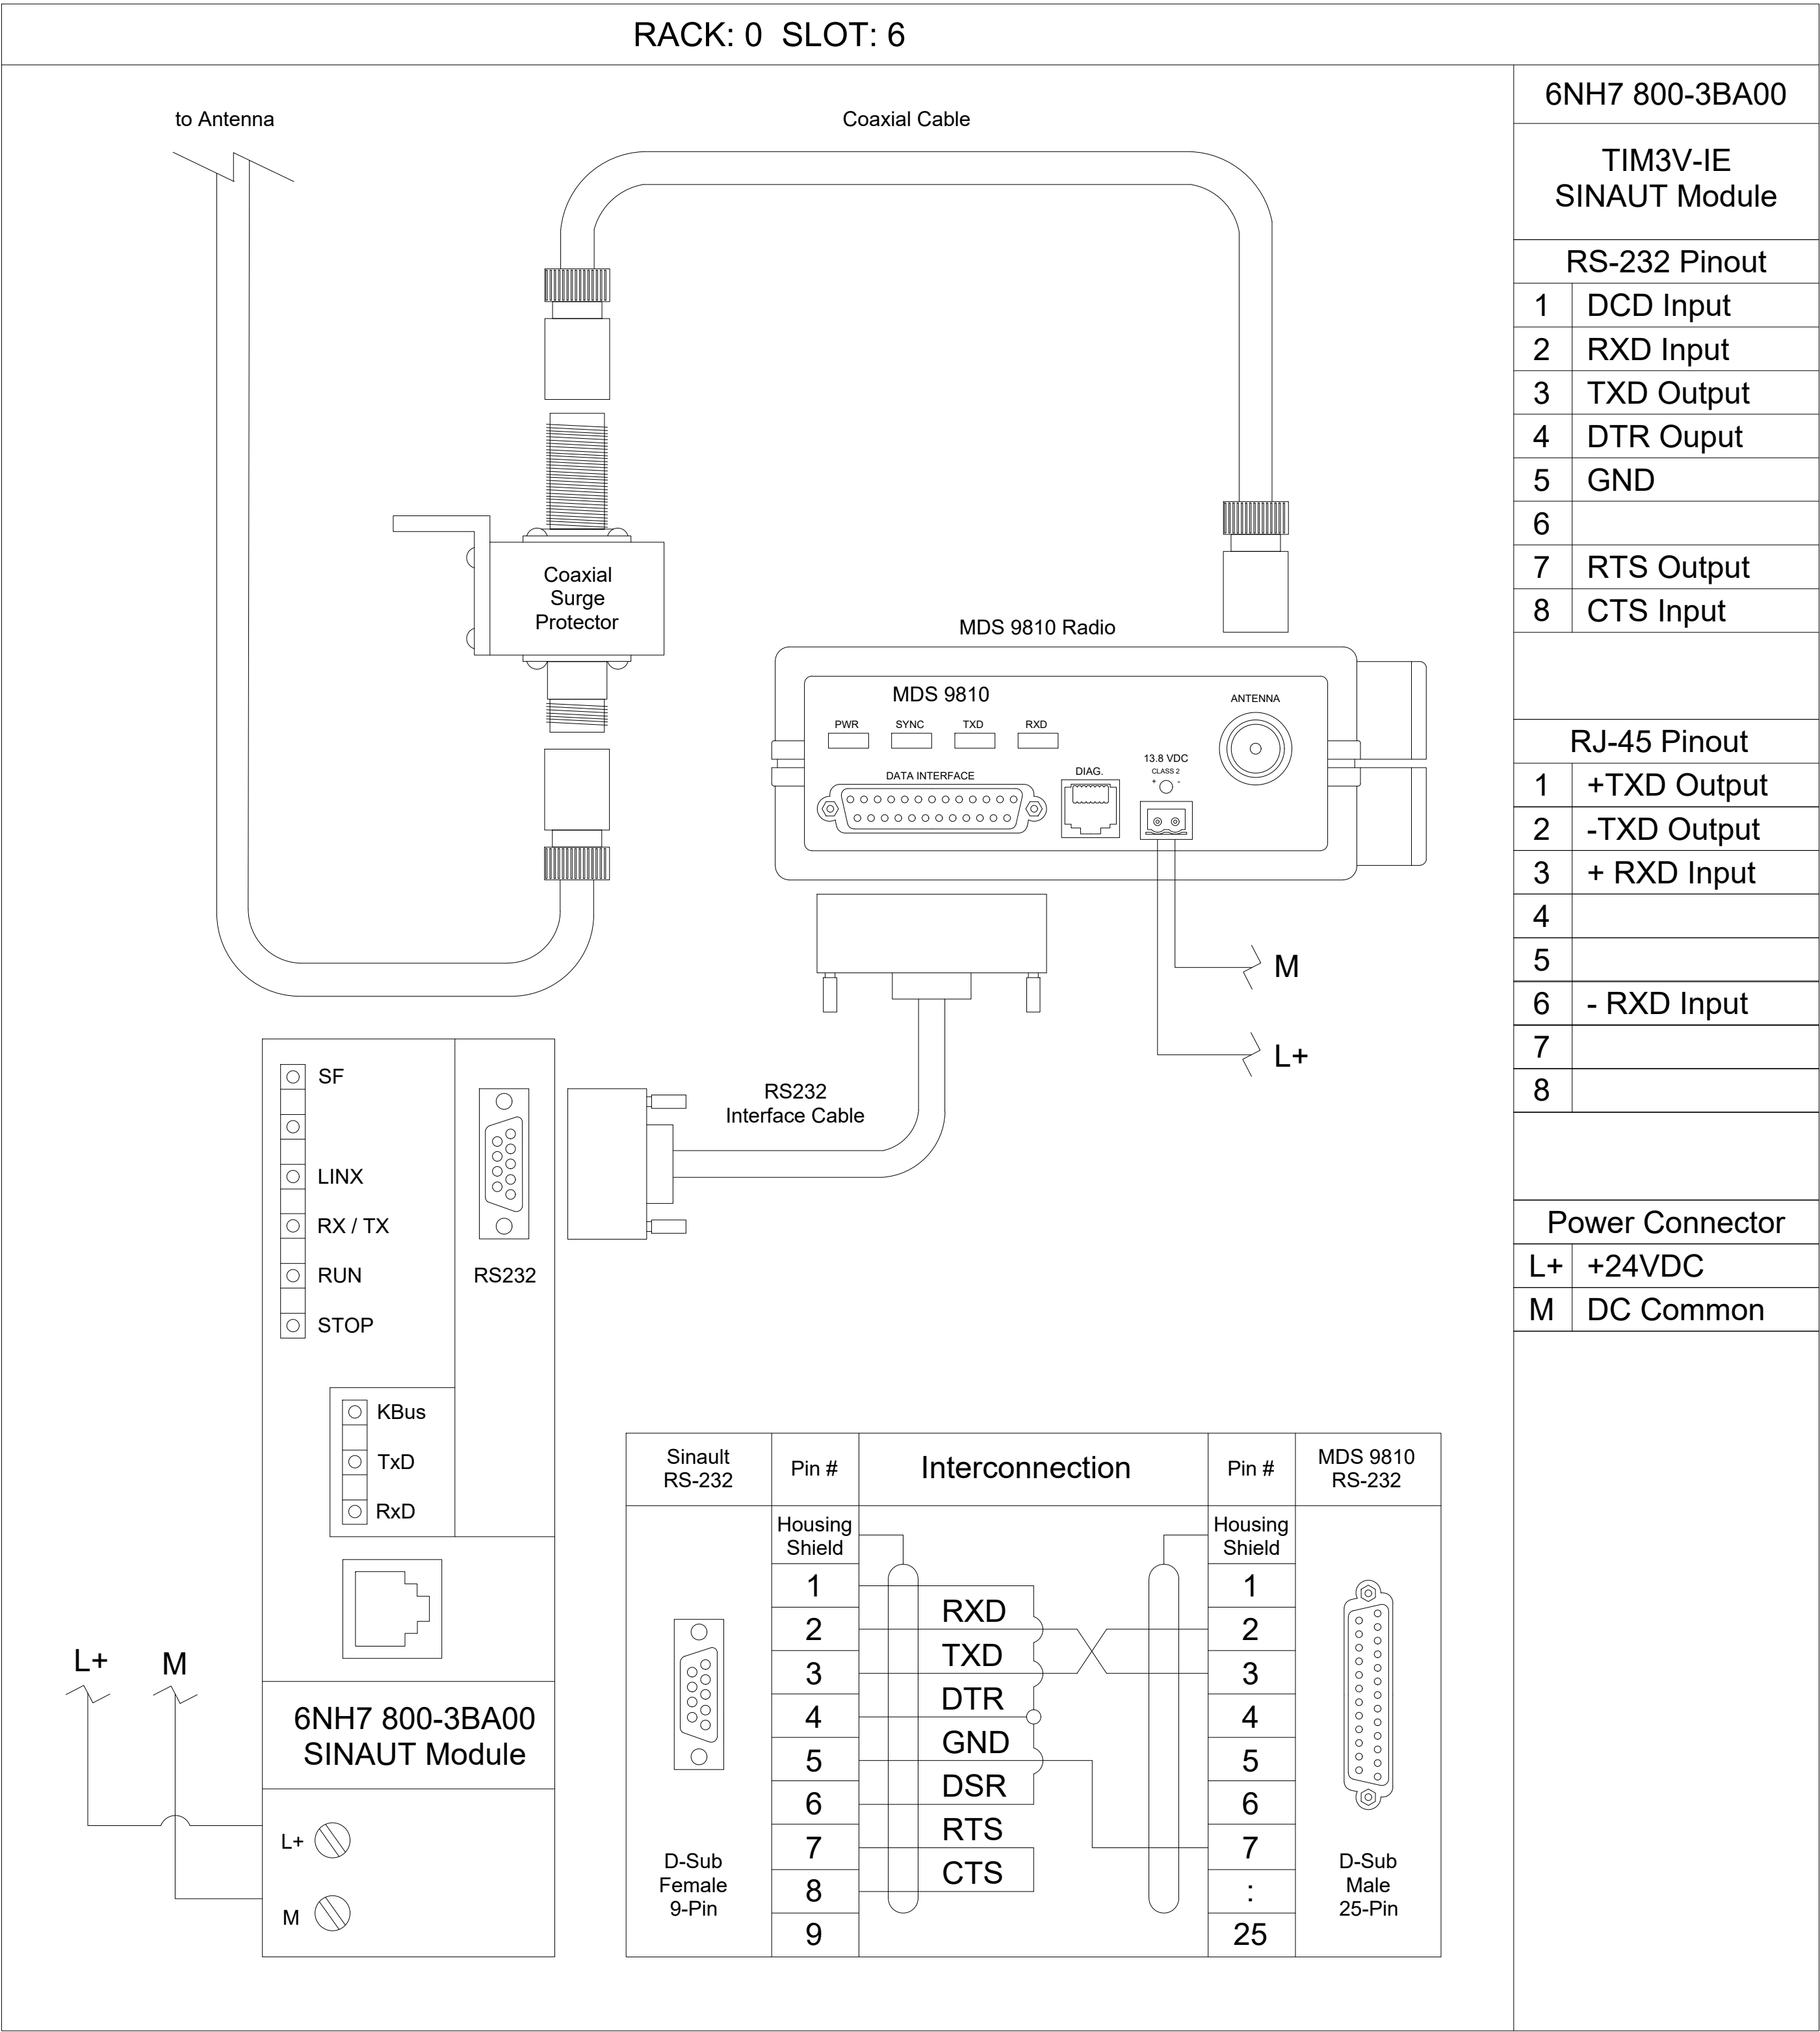 RACK: 0 SLOT: 6
to Antenna
Coaxial Cable
Coaxial
Surge
Protector
MDS 9810 Radio
MDS 9810
PWR
SYNC
TXD
RXD
ANTENNA
DATA INTERFACE
DIAG.
13.8 VDC
CLASS 2
+ -
M
L+
RS232
Interface Cable
SF
LINX
RX / TX
RUN
STOP
RS232
KBus
TxD
RxD
L+ M
6NH7 800-3BA00
SINAUT Module
L+
M
Sinault
RS-232
Pin #
Interconnection
Pin #
MDS 9810
RS-232
Housing
Shield
1
2
3
4
5
6
7
8
9
RXD
TXD
DTR
GND
DSR
RTS
CTS
Housing
Shield
1
2
3
4
5
6
7
:
25
D-Sub
Female
9-Pin
D-Sub
Male
25-Pin
6NH7 800-3BA00
TIM3V-IE
SINAUT Module
RS-232 Pinout
1 DCD Input
2 RXD Input
3 TXD Output
4 DTR Ouput
5 GND
6
7 RTS Output
8 CTS Input
RJ-45 Pinout
1 +TXD Output
2 -TXD Output
3 + RXD Input
4
5
6 - RXD Input
7
8
Power Connector
L+ +24VDC
M DC Common